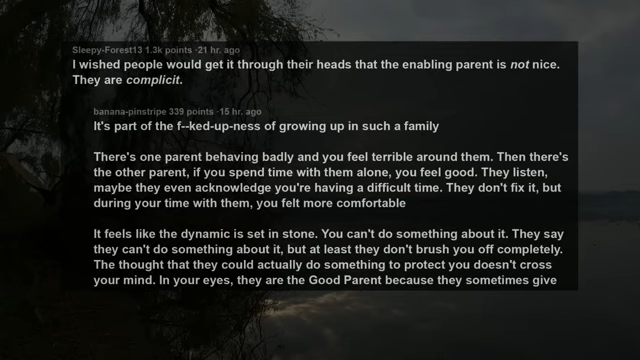 Sleepy-Forest13 1.3k points ·21 hr. ago
I wished people would get it through their heads that the enabling parent is not nice.
They are complicit.
banana-pinstripe 339 points ·15 hr. ago
It's part of the f--ked-up-ness of growing up in such a family
There's one parent behaving badly and you feel terrible around them. Then there's
the other parent, if you spend time with them alone, you feel good. They listen,
maybe they even acknowledge you're having a difficult time. They don't fix it, but
during your time with them, you felt more comfortable
It feels like the dynamic is set in stone. You can't do something about it. They say
they can't do something about it, but at least they don't brush you off completely.
The thought that they could actually do something to protect you doesn't cross
your mind. In your eyes, they are the Good Parent because they sometimes give